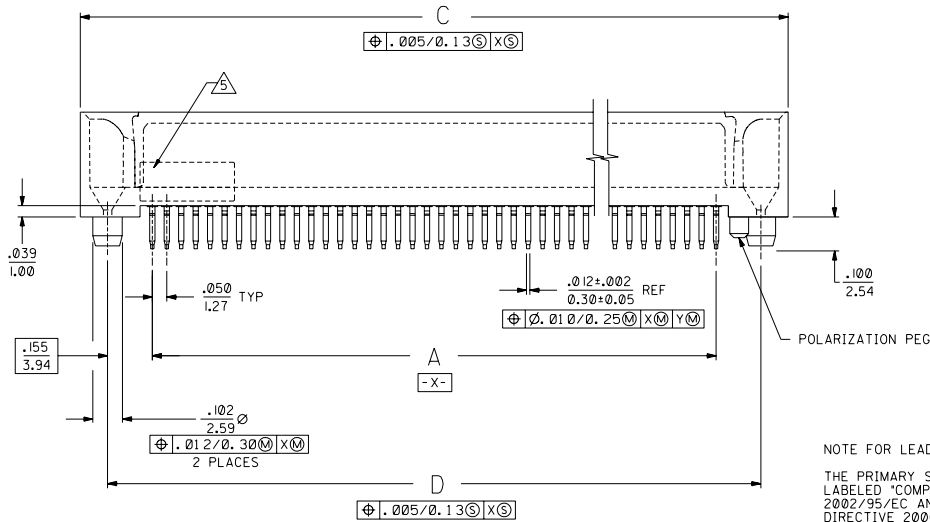 C
⌖ .005/0.13Ⓢ XⓈ
5
.039
1.00
.050 TYP
1.27
.012±.002 REF
0.30±0.05
⌖ Ø.010/0.25Ⓜ XⓂ YⓂ
.100
2.54
POLARIZATION PEG
.155
3.94
A
-X-
.102 Ø
2.59
⌖ .012/0.30Ⓜ XⓂ
2 PLACES
D
⌖ .005/0.13Ⓢ XⓈ
NOTE FOR LEAD
THE PRIMARY S
LABELED "COMP
2002/95/EC AN
DIRECTIVE 200